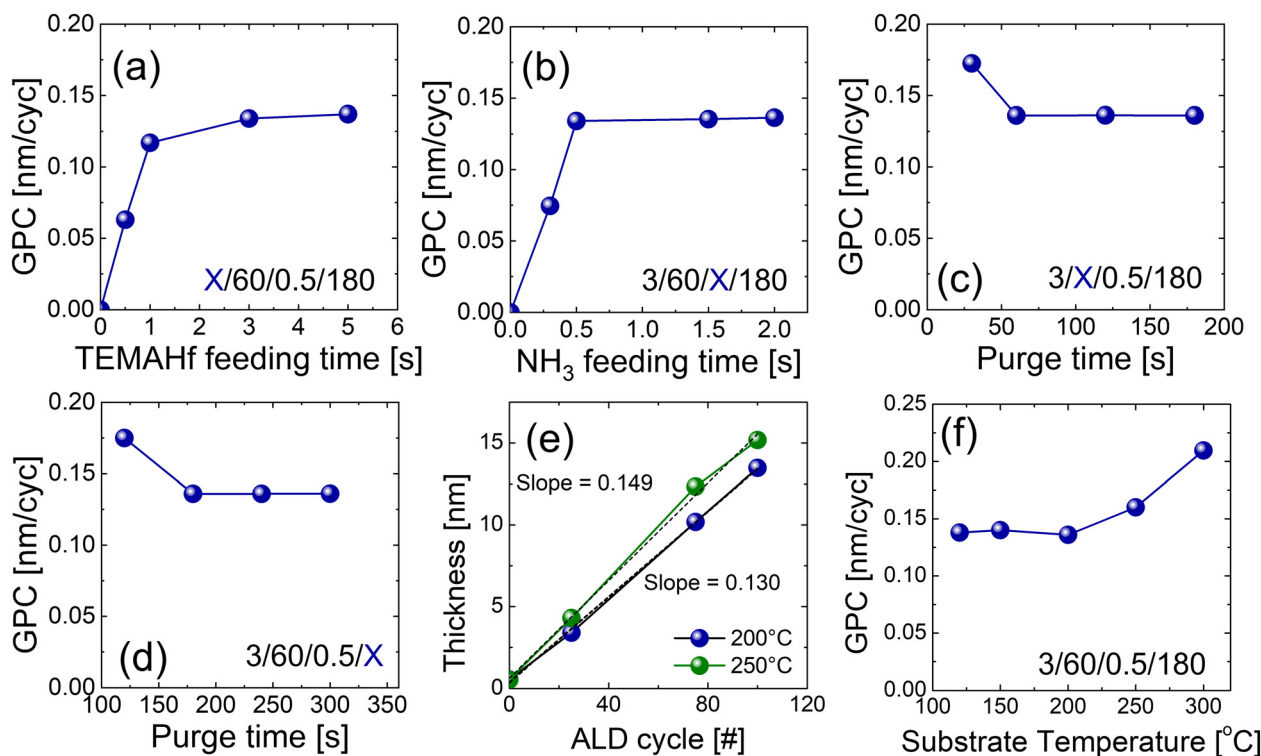 (a)
GPC [nm/cyc]
0.20
0.15
0.10
0.05
0.00
X/60/0.5/180
0 1 2 3 4 5 6
TEMAHf feeding time [s]
(b)
GPC [nm/cyc]
0.20
0.15
0.10
0.05
0.00
3/60/X/180
0.0 0.5 1.0 1.5 2.0
NH₃ feeding time [s]
GPC [nm/cyc]
0.20
0.15
0.10
0.05
0.00
(c)
3/X/0.5/180
0 50 100 150 200
Purge time [s]
GPC [nm/cyc]
0.20
0.15
0.10
0.05
0.00
(d)
3/60/0.5/X
100 150 200 250 300 350
Purge time [s]
(e)
Thickness [nm]
15
10
5
0
Slope = 0.149
Slope = 0.130
200°C
250°C
0 40 80 120
ALD cycle [#]
(f)
GPC [nm/cyc]
0.25
0.20
0.15
0.10
0.05
0.00
3/60/0.5/180
100 150 200 250 300
Substrate Temperature [°C]